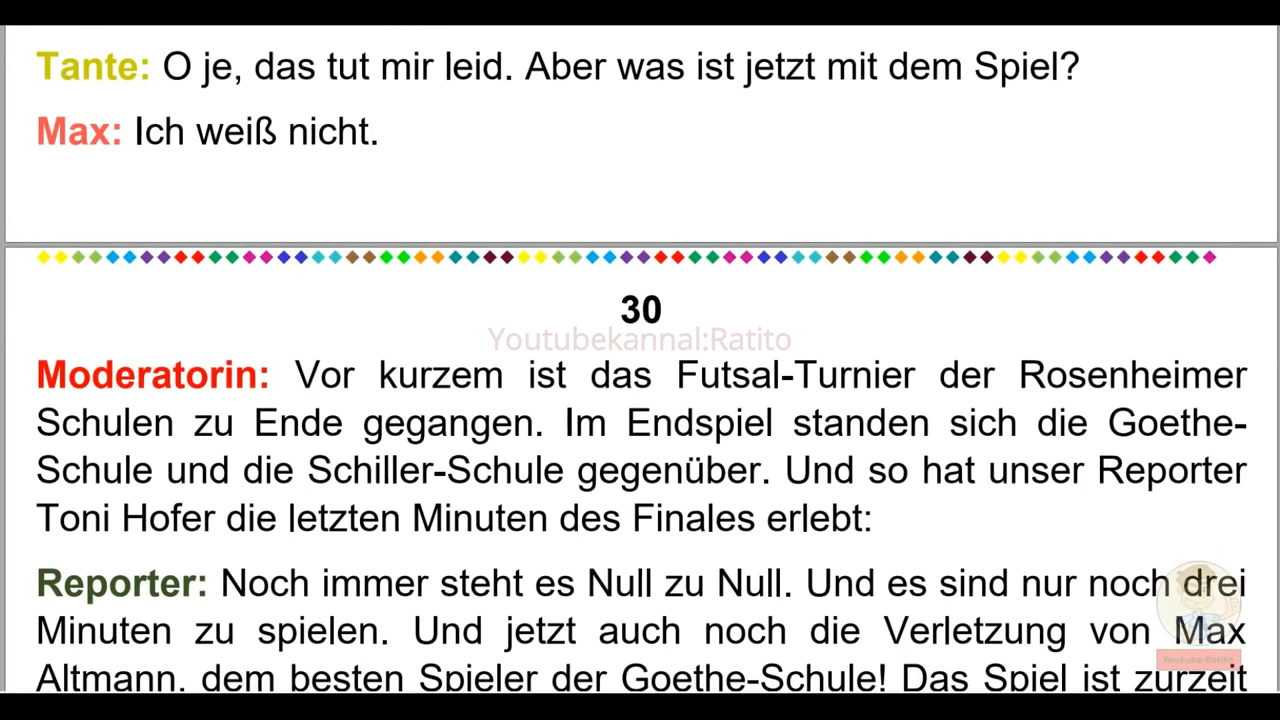 Tante: O je, das tut mir leid. Aber was ist jetzt mit dem Spiel?
Max: Ich weiß nicht.
30
Youtubekannal:Ratito
Moderatorin: Vor kurzem ist das Futsal-Turnier der Rosenheimer
Schulen zu Ende gegangen. Im Endspiel standen sich die Goethe-
Schule und die Schiller-Schule gegenüber. Und so hat unser Reporter
Toni Hofer die letzten Minuten des Finales erlebt:
Reporter: Noch immer steht es Null zu Null. Und es sind nur noch drei
Minuten zu spielen. Und jetzt auch noch die Verletzung von Max
Youtube:Ratito
Altmann, dem besten Spieler der Goethe-Schule! Das Spiel ist zurzeit